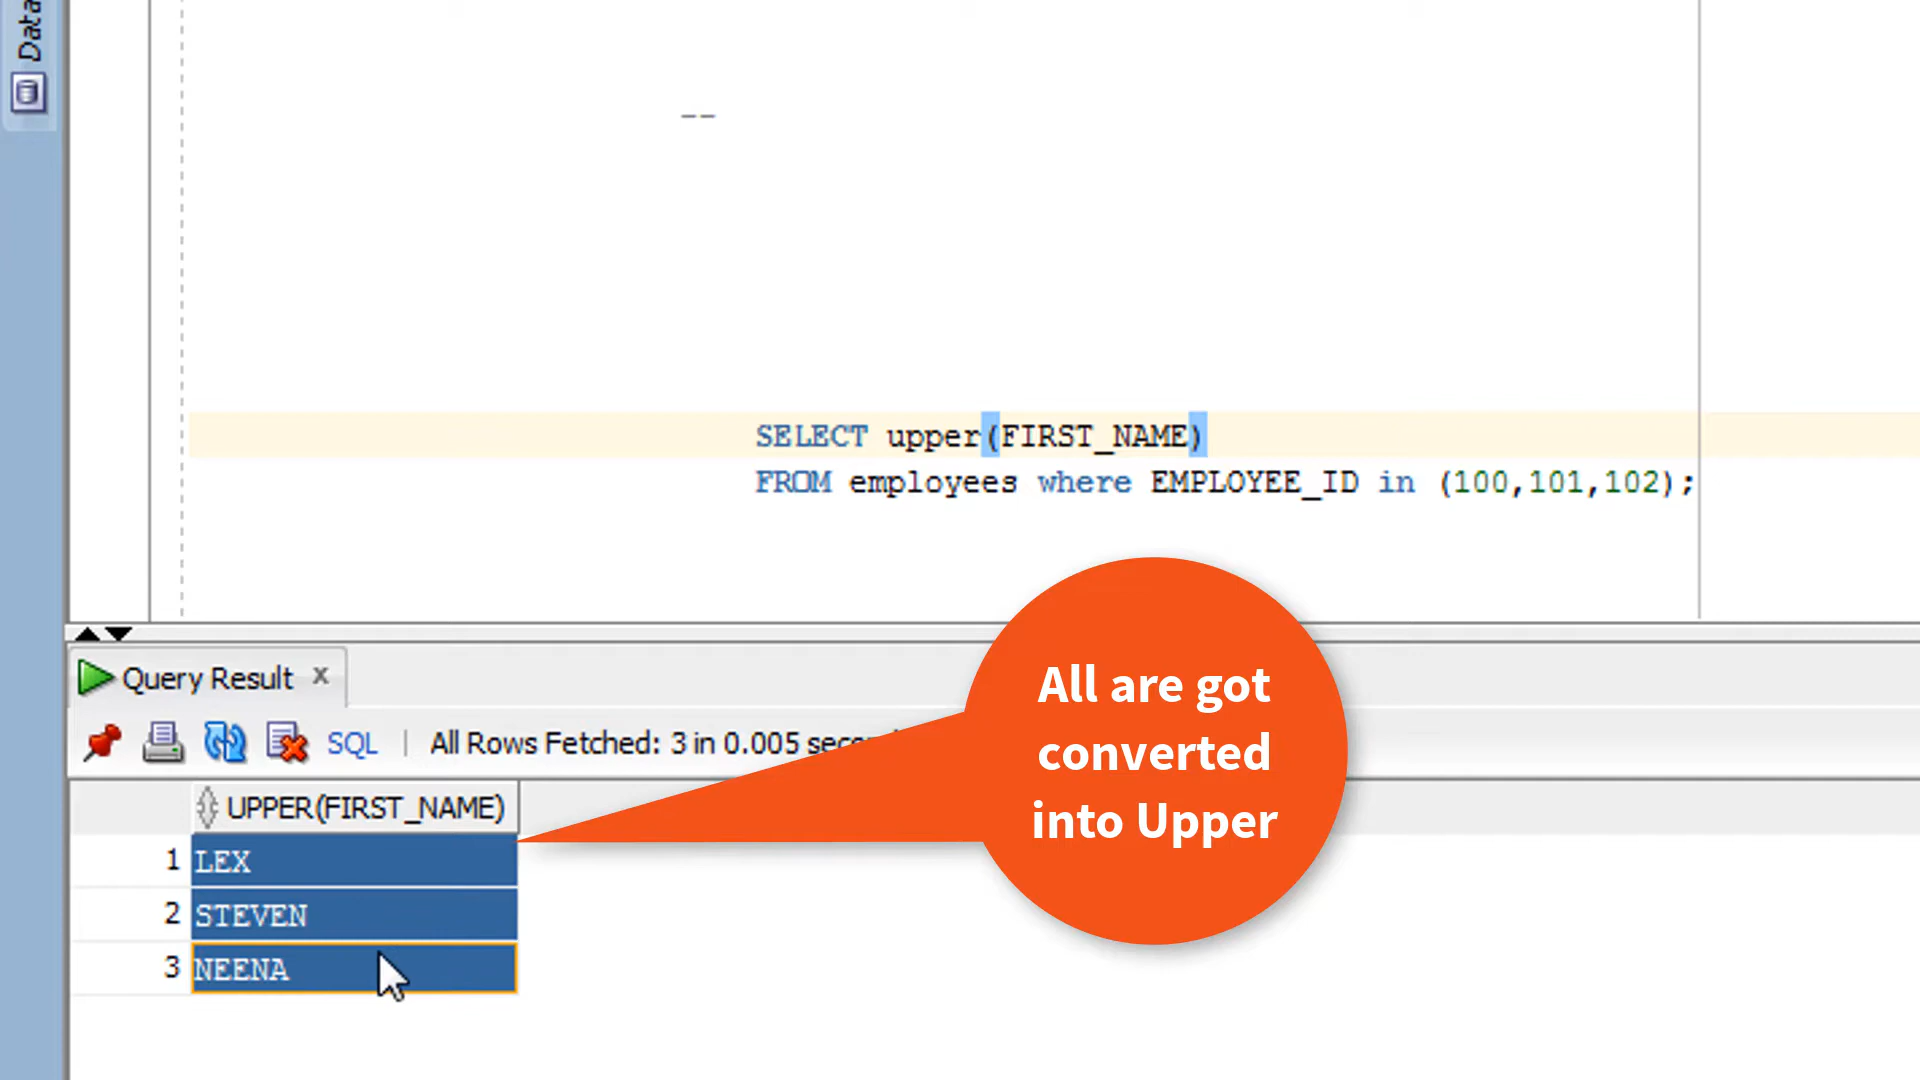 Data
--
SELECT upper(FIRST_NAME)
FROM employees where EMPLOYEE_ID in (100,101,102);
Query Result x
SQL | All Rows Fetched: 3 in 0.005
All are got
converted
into Upper
UPPER(FIRST_NAME)
1 LEX
2 STEVEN
3 NEENA